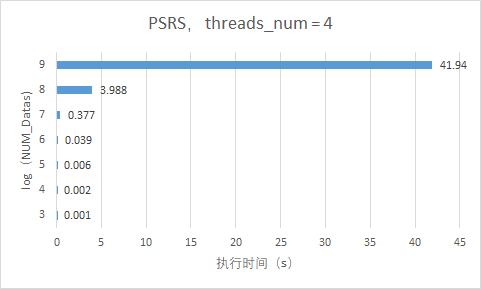 PSRS， threads_num = 4
log（NUM_Datas）
9 41.94
8 3.988
7 0.377
6 0.039
5 0.006
4 0.002
3 0.001
0 5 10 15 20 25 30 35 40 45
执行时间（s）